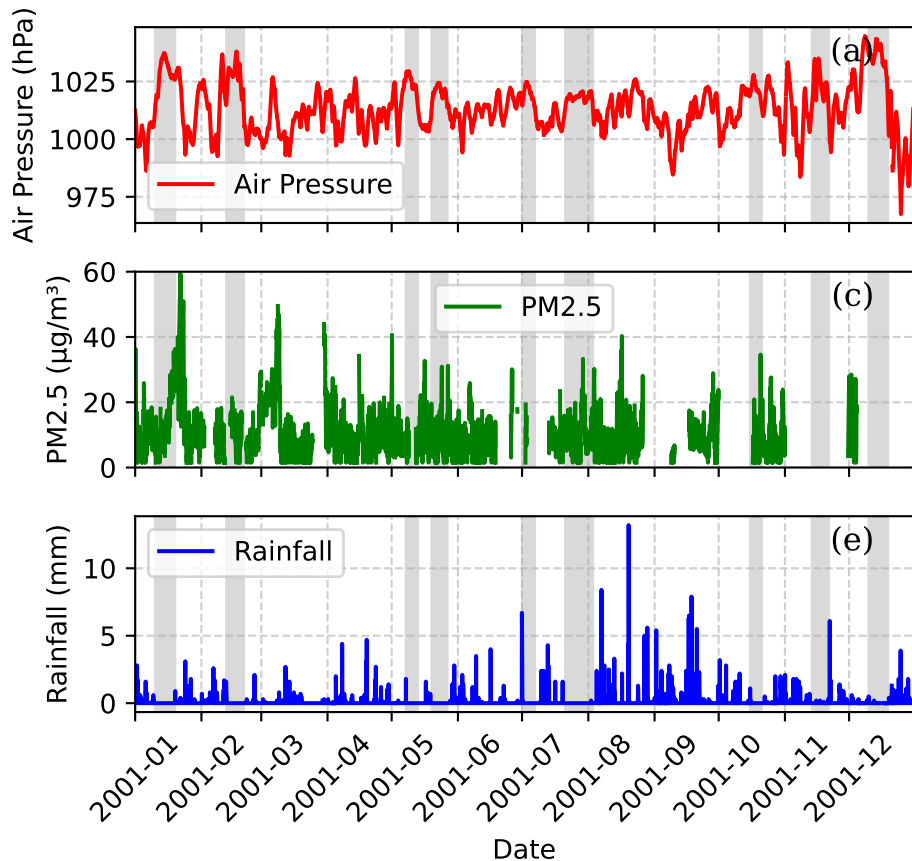 Air Pressure (hPa)
1025
1000
975
(a)
Air Pressure
PM2.5 (μg/m³)
60
40
20
0
(c)
PM2.5
Rainfall (mm)
10
5
0
(e)
Rainfall
2001-01
2001-02
2001-03
2001-04
2001-05
2001-06
2001-07
2001-08
2001-09
2001-10
2001-11
2001-12
Date